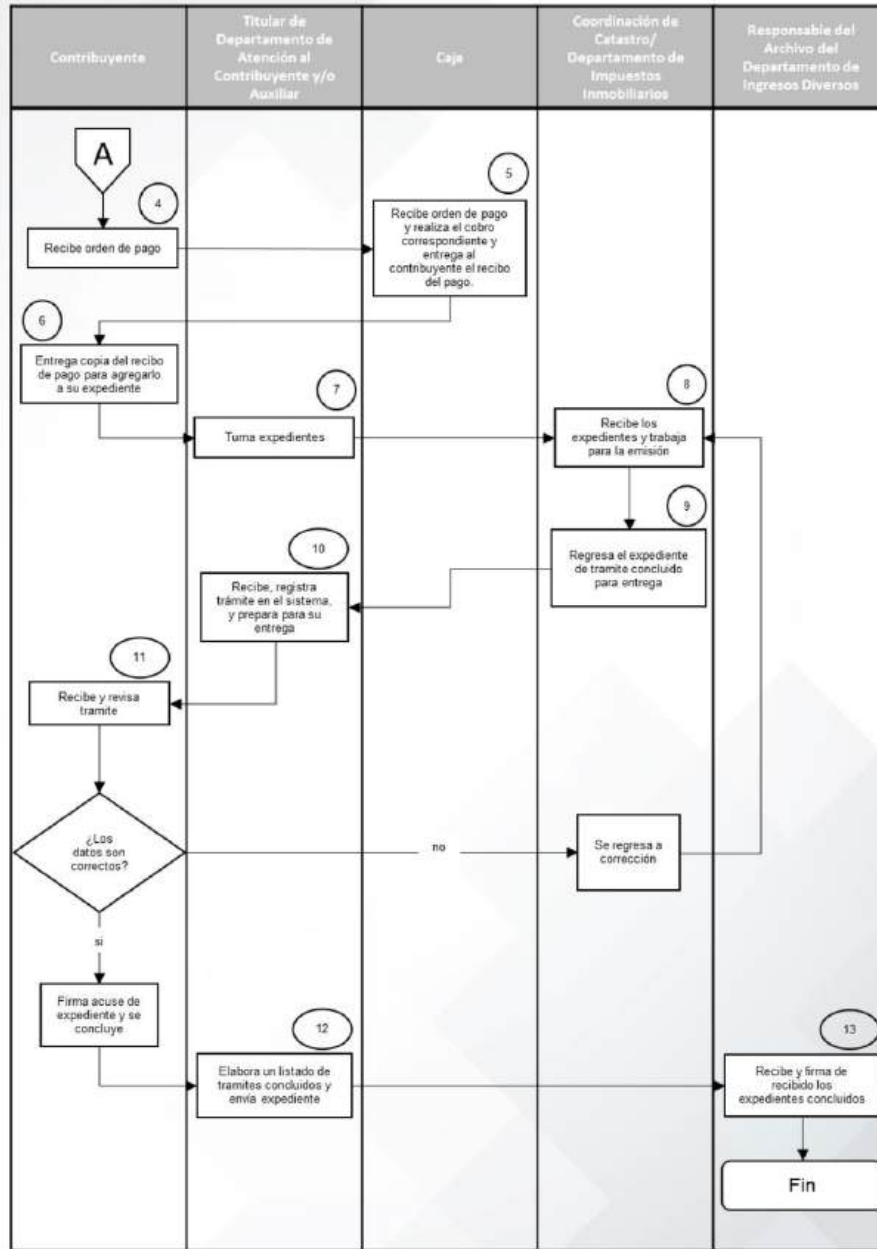 Contribuyente
Titular de
Departamento de
Atención al
Contribuyente y/o
Auxiliar
Caja
Coordinación de
Catastro/
Departamento de
Impuestos
Inmobiliarios
Responsable del
Archivo del
Departamento de
Ingresos Diversos
A
4
Recibe orden de pago
5
Recibe orden de pago
y realiza el cobro
correspondiente y
entrega al
contribuyente el recibo
del pago.
6
Entrega copia del recibo
de pago para agregarlo
a su expediente
7
Turna expedientes
8
Recibe los
expedientes y trabaja
para la emisión
9
Regresa el expediente
de tramite concluido
para entrega
10
Recibe, registra
trámite en el sistema,
y prepara para su
entrega
11
Recibe y revisa
tramite
¿Los
datos son
correctos?
no
Se regresa a
corrección
si
Firma acuse de
expediente y se
concluye
12
Elabora un listado de
tramites concluidos y
envía expediente
13
Recibe y firma de
recibido los
expedientes concluidos
Fin